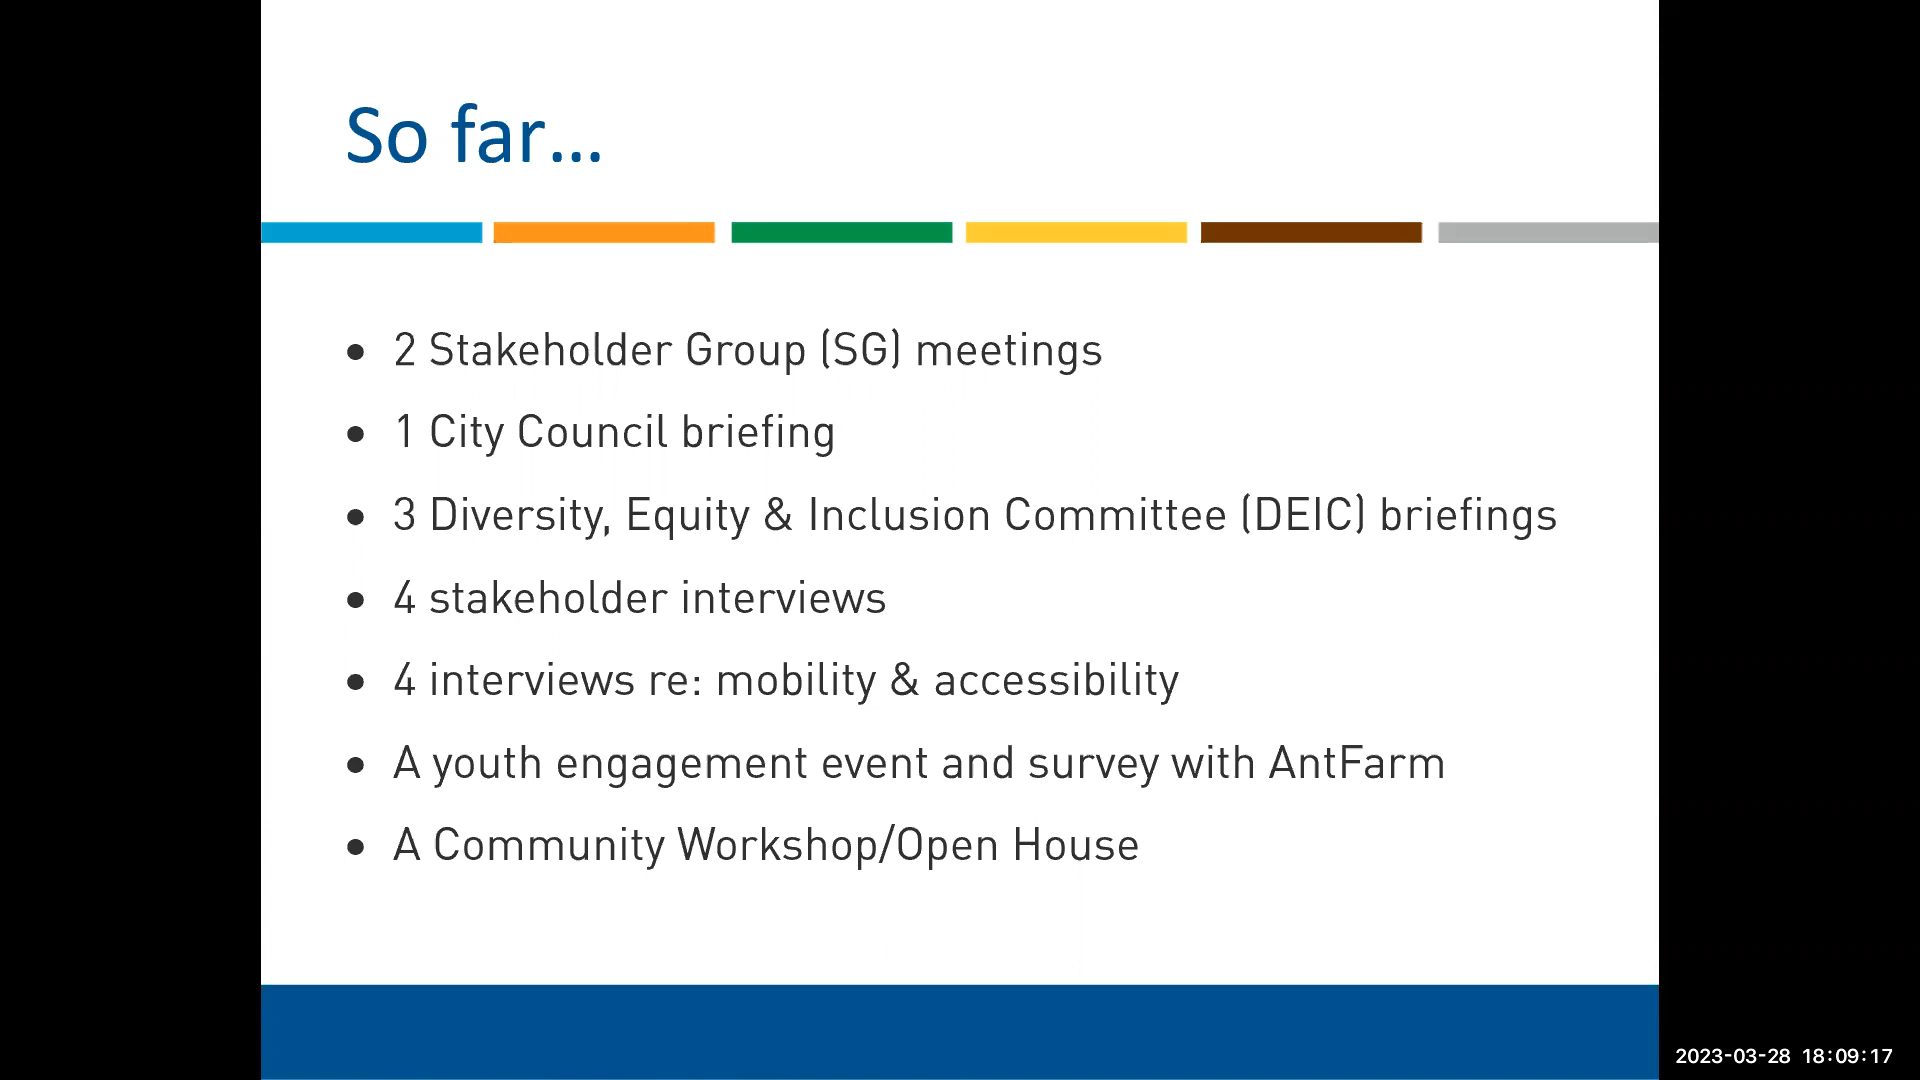 So far...
• 2 Stakeholder Group (SG) meetings
• 1 City Council briefing
• 3 Diversity, Equity & Inclusion Committee (DEIC) briefings
• 4 stakeholder interviews
• 4 interviews re: mobility & accessibility
• A youth engagement event and survey with AntFarm
• A Community Workshop/Open House
2023-03-28 18:09:17